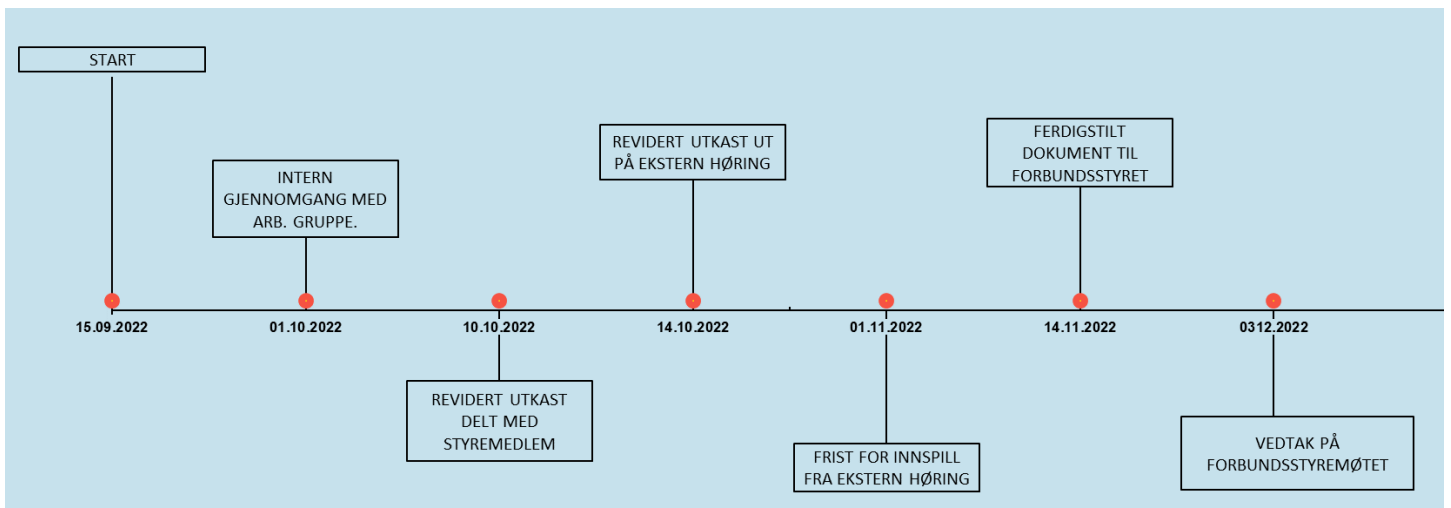 START
INTERN
GJENNOMGANG MED
ARB. GRUPPE.
REVIDERT UTKAST UT
PÅ EKSTERN HØRING
FERDIGSTILT
DOKUMENT TIL
FORBUNDSSTYRET
15.09.2022
01.10.2022
10.10.2022
14.10.2022
01.11.2022
14.11.2022
0312.2022
REVIDERT UTKAST
DELT MED
STYREMEDLEM
FRIST FOR INNSPILL
FRA EKSTERN HØRING
VEDTAK PÅ
FORBUNDSSTYREMØTET